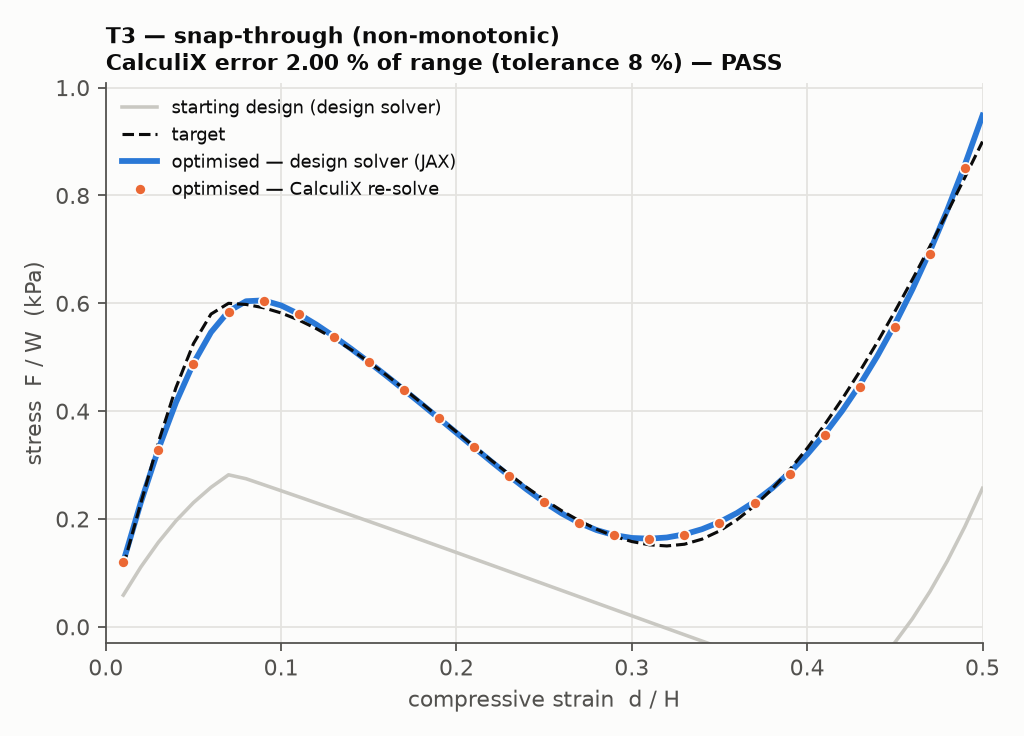 T3 — snap-through (non-monotonic)
CalculiX error 2.00 % of range (tolerance 8 %) — PASS
starting design (design solver)
target
optimised — design solver (JAX)
optimised — CalculiX re-solve
stress F / W (kPa)
1.0
0.8
0.6
0.4
0.2
0.0
0.0 0.1 0.2 0.3 0.4 0.5
compressive strain d / H